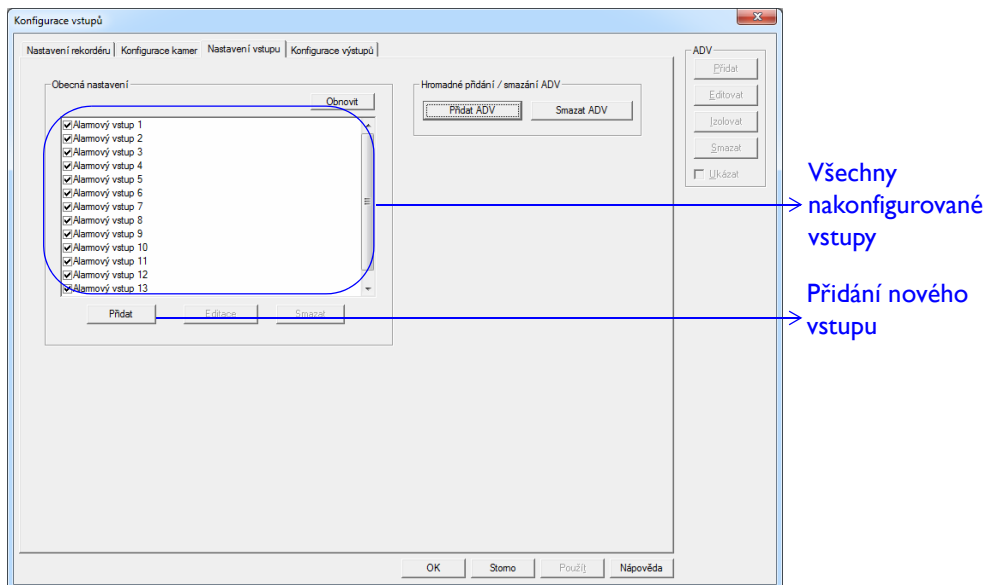 Konfigurace vstupů
Nastavení rekordéru Konfigurace kamer Nastavení vstupu Konfigurace výstupů
Obecná nastavení
Obnovit
Alarmový vstup 1
Alarmový vstup 2
Alarmový vstup 3
Alarmový vstup 4
Alarmový vstup 5
Alarmový vstup 6
Alarmový vstup 7
Alarmový vstup 8
Alarmový vstup 9
Alarmový vstup 10
Alarmový vstup 11
Alarmový vstup 12
Alarmový vstup 13
Přidat Editace Smazat
Hromadné přidání / smazání ADV
Přidat ADV Smazat ADV
ADV
Přidat
Editovat
Izolovat
Smazat
Ukázat
Všechny
nakonfigurované
vstupy
Přidání nového
vstupu
OK Storno Použít Nápověda